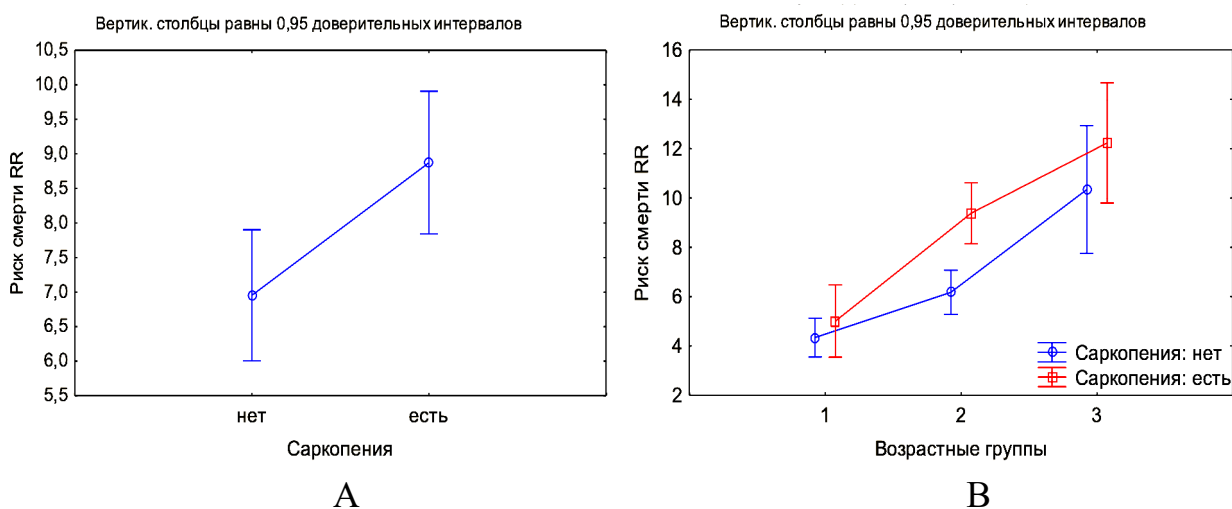 Вертик. столбцы равны 0,95 доверительных интервалов
Риск смерти RR
10,5
10,0
9,5
9,0
8,5
8,0
7,5
7,0
6,5
6,0
5,5
нет есть
Саркопения
A
Вертик. столбцы равны 0,95 доверительных интервалов
Риск смерти RR
16
14
12
10
8
6
4
2
Саркопения: нет
Саркопения: есть
1 2 3
Возрастные группы
B